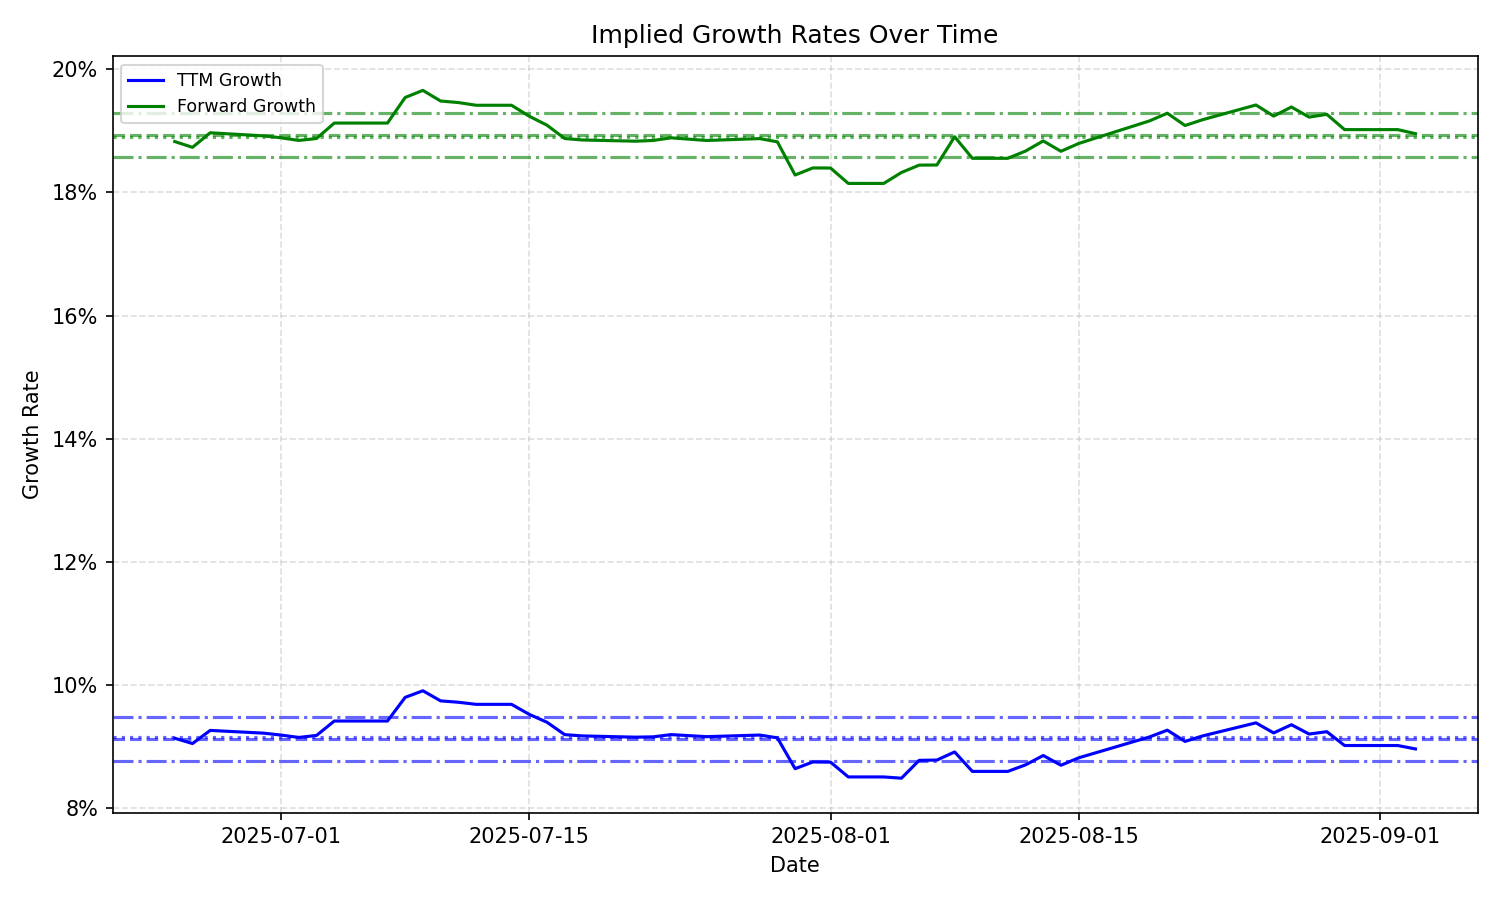 Implied Growth Rates Over Time
TTM Growth
Forward Growth
20%
18%
16%
14%
12%
10%
8%
Growth Rate
2025-07-01
2025-07-15
2025-08-01
2025-08-15
2025-09-01
Date